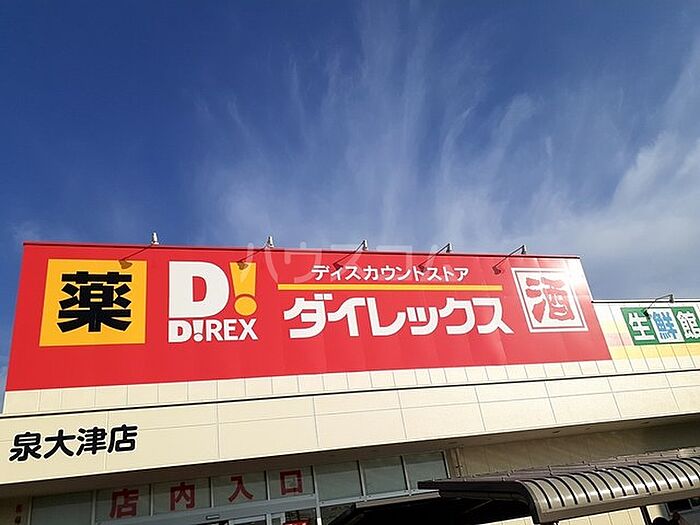 薬
D!
D!REX
ディスカウントストア
ダイレックス
酒
生鮮館
泉大津店
店内入口